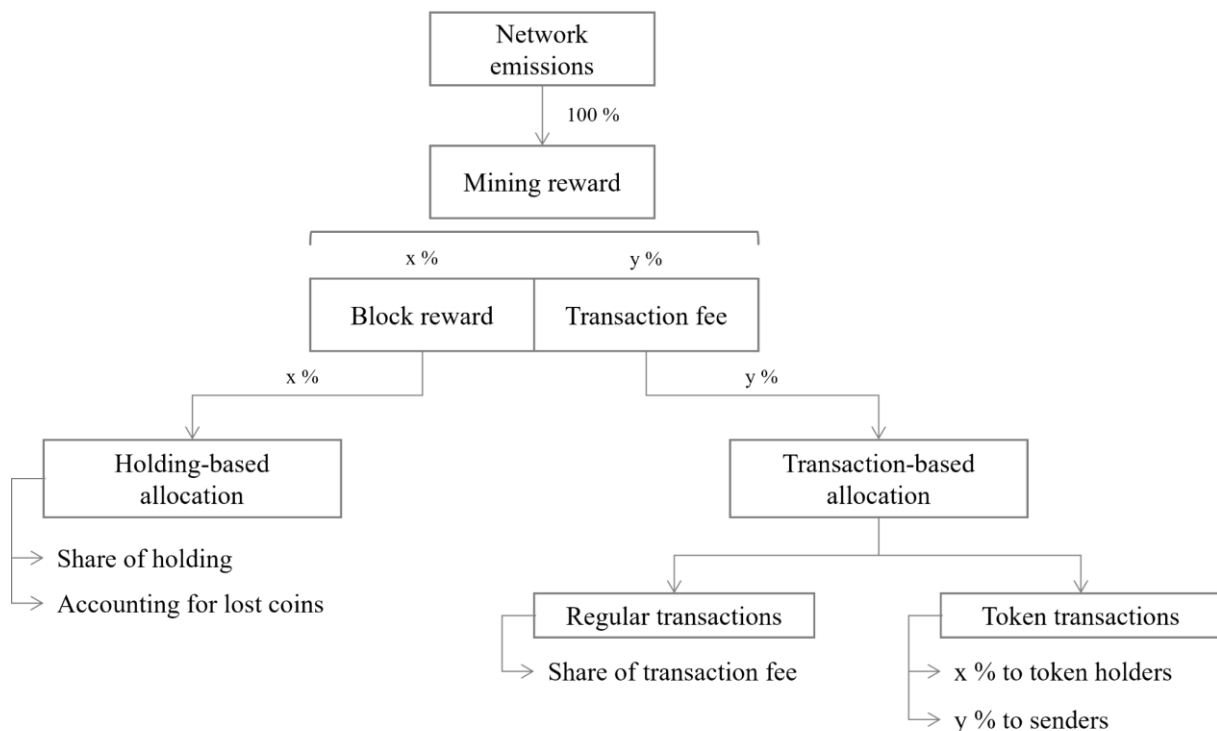 Network
emissions
100 %
Mining reward
x %
y %
Block reward
Transaction fee
x %
y %
Holding-based
allocation
Transaction-based
allocation
Share of holding
Accounting for lost coins
Regular transactions
Token transactions
Share of transaction fee
x % to token holders
y % to senders